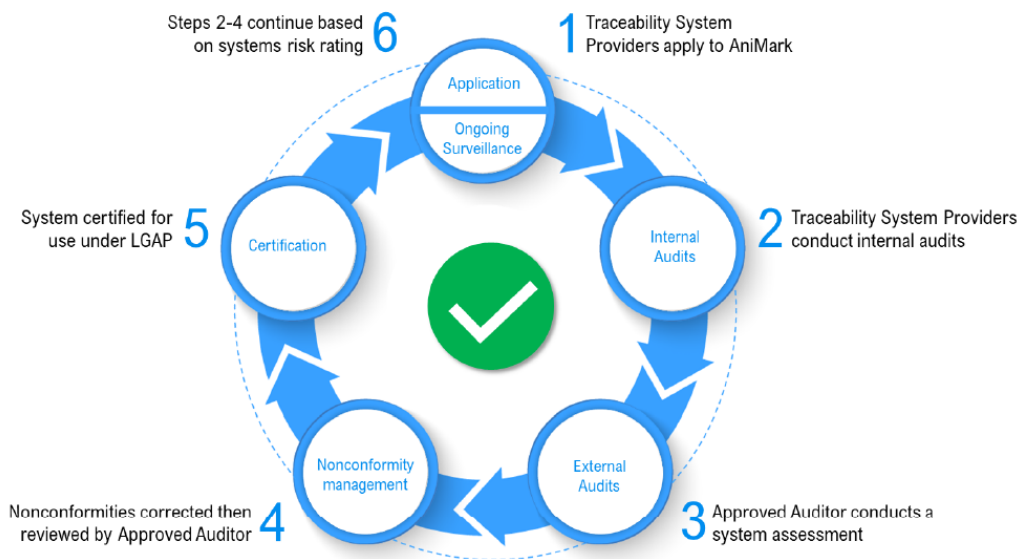 Steps 2-4 continue based
on systems risk rating
6
1
Traceability System
Providers apply to AniMark
Application
Ongoing
Surveillance
System certified for
use under LGAP
5
Certification
Internal
Audits
2
Traceability System Providers
conduct internal audits
Nonconformities corrected then
reviewed by Approved Auditor
4
Nonconformity
management
External
Audits
3
Approved Auditor conducts a
system assessment